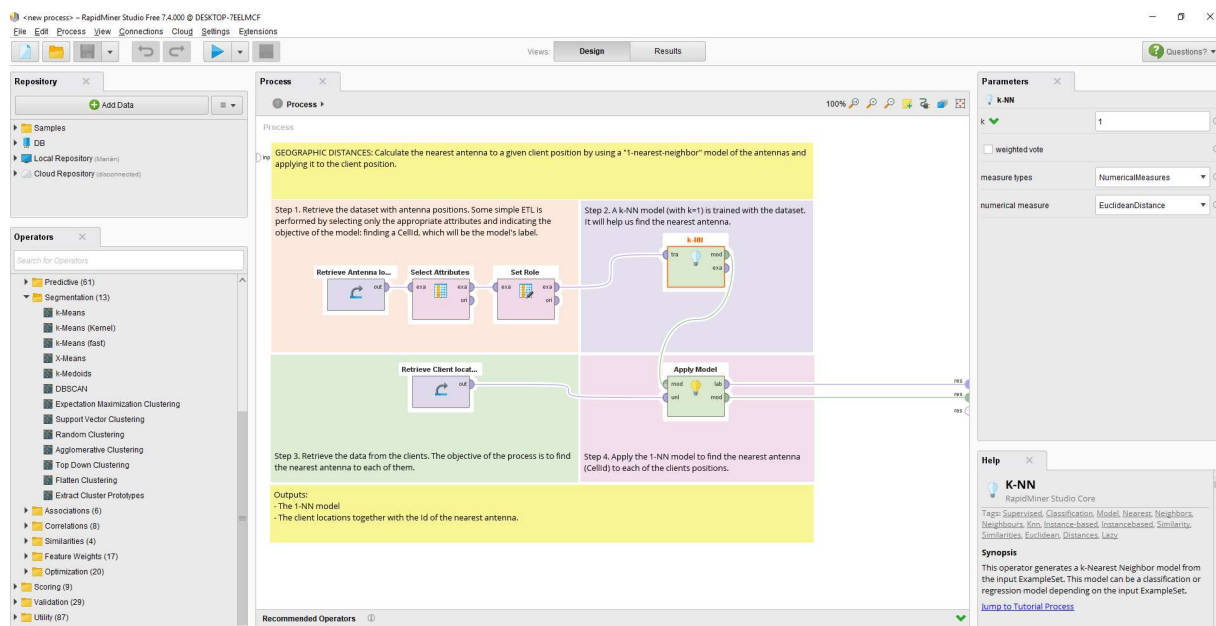 <new process> – RapidMiner Studio Free 7.4.000 @ DESKTOP-7EELMCF
File Edit Process View Connections Cloud Settings Extensions
Views: Design Results
Questions?
Repository
Add Data
Samples
DB
Local Repository (Marián)
Cloud Repository (disconnected)
Operators
Search for Operators
Predictive (61)
Segmentation (13)
k-Means
k-Means (Kernel)
k-Means (fast)
X-Means
k-Medoids
DBSCAN
Expectation Maximization Clustering
Support Vector Clustering
Random Clustering
Agglomerative Clustering
Top Down Clustering
Flatten Clustering
Extract Cluster Prototypes
Associations (6)
Correlations (8)
Similarities (4)
Feature Weights (17)
Optimization (20)
Scoring (9)
Validation (29)
Utility (87)
Process
Process
100%
Process
inp
GEOGRAPHIC DISTANCES: Calculate the nearest antenna to a given client position by using a "1-nearest-neighbor" model of the antennas and
applying it to the client position.
Step 1. Retrieve the dataset with antenna positions. Some simple ETL is
performed by selecting only the appropriate attributes and indicating the
objective of the model: finding a CellId, which will be the model's label.
Retrieve Antenna lo...
out
Select Attributes
exa exa
ori
Set Role
exa exa
ori
Step 2. A k-NN model (with k=1) is trained with the dataset.
It will help us find the nearest antenna.
k-NN
tra mod
exa
Retrieve Client locat...
out
Step 3. Retrieve the data from the clients. The objective of the process is to find
the nearest antenna to each of them.
Apply Model
mod lab
unl mod
Step 4. Apply the 1-NN model to find the nearest antenna
(CellId) to each of the clients positions.
res
res
res
Outputs:
- The 1-NN model
- The client locations together with the Id of the nearest antenna.
Recommended Operators
Parameters
k-NN
k 1
weighted vote
measure types NumericalMeasures
numerical measure EuclideanDistance
Help
K-NN
RapidMiner Studio Core
Tags: Supervised, Classification, Model, Nearest, Neighbors,
Neighbours, Knn, Instance-based, Instancebased, Similarity,
Similarities, Euclidean, Distances, Lazy
Synopsis
This operator generates a k-Nearest Neighbor model from
the input ExampleSet. This model can be a classification or
regression model depending on the input ExampleSet.
Jump to Tutorial Process